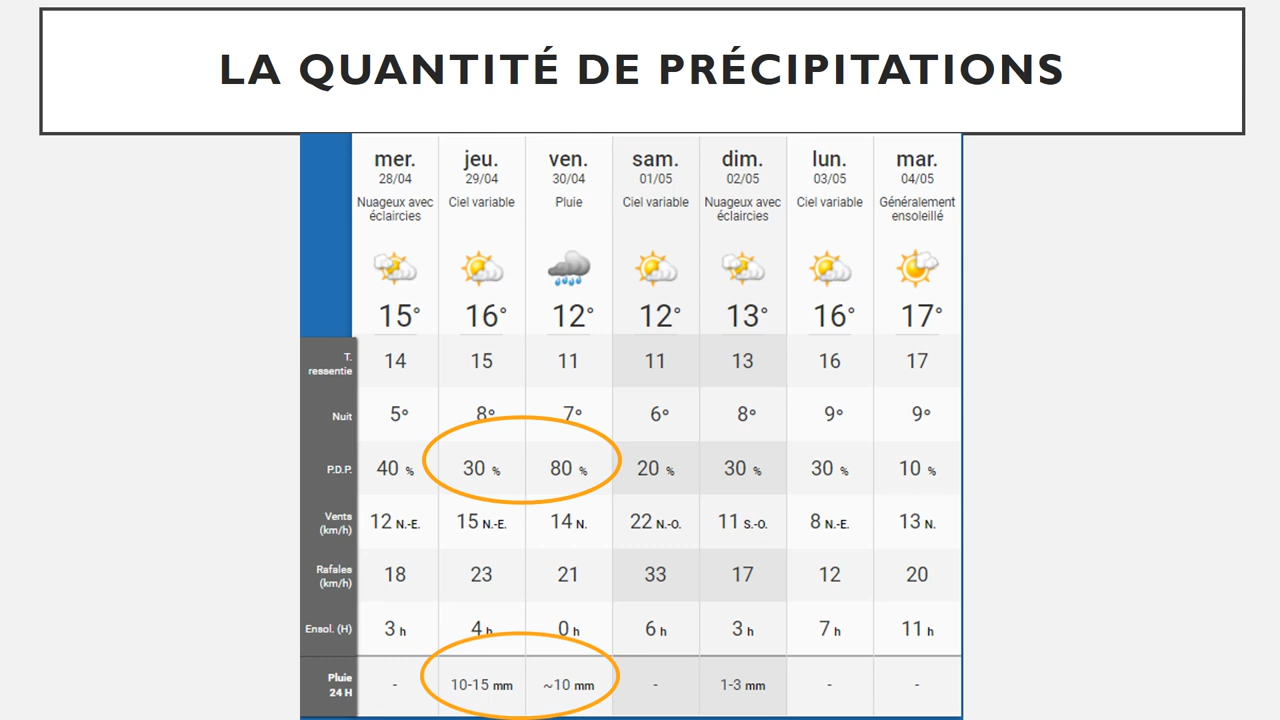 LA QUANTITÉ DE PRÉCIPITATIONS
mer. jeu. ven. sam. dim. lun. mar.
28/04 29/04 30/04 01/05 02/05 03/05 04/05
Nuageux avec éclaircies Ciel variable Pluie Ciel variable Nuageux avec éclaircies Ciel variable Généralement ensoleillé
15° 16° 12° 12° 13° 16° 17°
T. ressentie 14 15 11 11 13 16 17
Nuit 5° 8° 7° 6° 8° 9° 9°
P.D.P. 40 % 30 % 80 % 20 % 30 % 30 % 10 %
Vents (km/h) 12 N.-E. 15 N.-E. 14 N. 22 N.-O. 11 S.-O. 8 N.-E. 13 N.
Rafales (km/h) 18 23 21 33 17 12 20
Ensol. (H) 3 h 4 h 0 h 6 h 3 h 7 h 11 h
Pluie 24 H - 10-15 mm ~10 mm - 1-3 mm - -